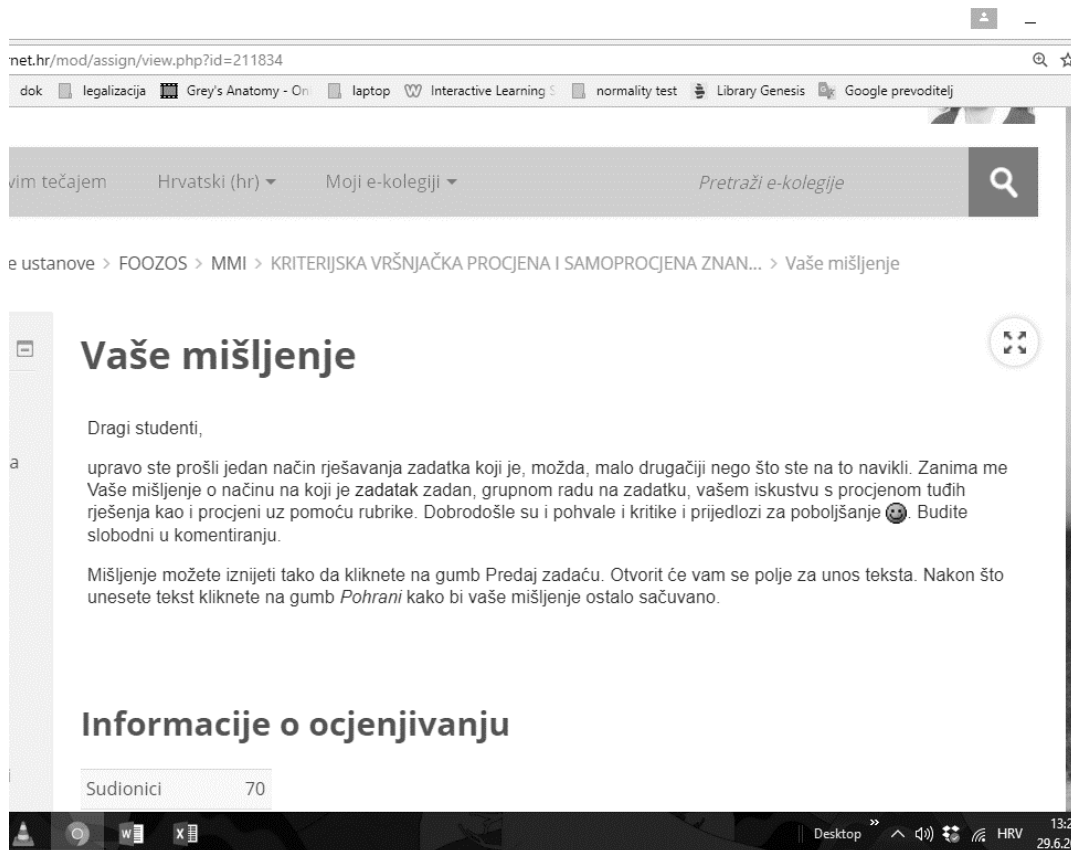 rnet.hr/mod/assign/view.php?id=211834
dok legalizacija Grey's Anatomy - On laptop Interactive Learning S normality test Library Genesis Google prevoditelj
vim tečajem Hrvatski (hr) Moji e-kolegiji Pretraži e-kolegije
e ustanove > FOOZOS > MMI > KRITERIJSKA VRŠNJAČKA PROCJENA I SAMOPROCJENA ZNAN... > Vaše mišljenje
Vaše mišljenje
Dragi studenti,
a
upravo ste prošli jedan način rješavanja zadatka koji je, možda, malo drugačiji nego što ste na to navikli. Zanima me
Vaše mišljenje o načinu na koji je zadatak zadan, grupnom radu na zadatku, vašem iskustvu s procjenom tuđih
rješenja kao i procjeni uz pomoću rubrike. Dobrodošle su i pohvale i kritike i prijedlozi za poboljšanje. Budite
slobodni u komentiranju.
Mišljenje možete iznijeti tako da kliknete na gumb Predaj zadaću. Otvorit će vam se polje za unos teksta. Nakon što
unesete tekst kliknete na gumb Pohrani kako bi vaše mišljenje ostalo sačuvano.
Informacije o ocjenjivanju
i
Sudionici 70
Desktop HRV 13:2
29.6.20